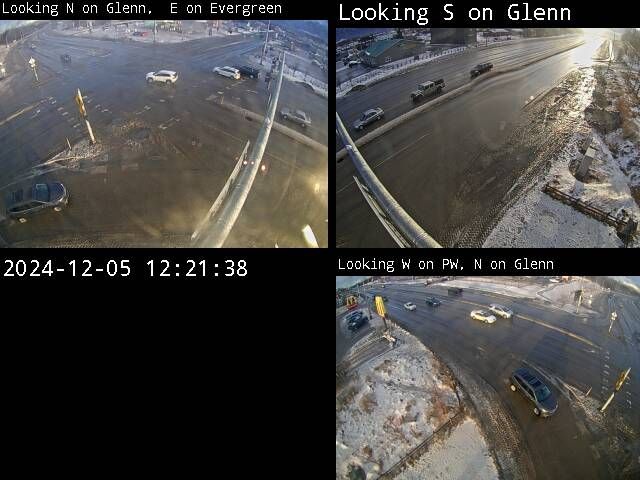 Looking N on Glenn,  E on Evergreen
Looking S on Glenn
2024-12-05 12:21:38
Looking W on PW, N on Glenn